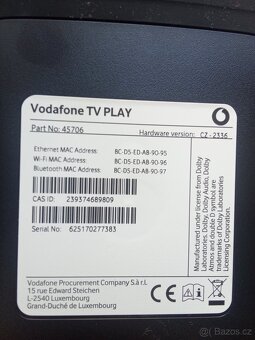 Vodafone TV PLAY
Part No: 45706
Hardware version: CZ - 2336
Ethernet MAC Address: BC-D5-ED-AB-90-95
Wi-Fi MAC Address: BC-D5-ED-AB-90-96
Bluetooth MAC Address: BC-D5-ED-AB-90-97
CAS ID: 239374689809
Serial No: 625170277383
Vodafone Procurement Company S.à r.l.
15 rue Edward Steichen
L-2540 Luxembourg
Grand-Duché de Luxembourg
Manufactured under license from Dolby
Laboratories. Dolby, Dolby Audio, Dolby
Atmos and double D symbol are
trademarks of Dolby Laboratories
Licensing Corporation.
CE
bazos.cz